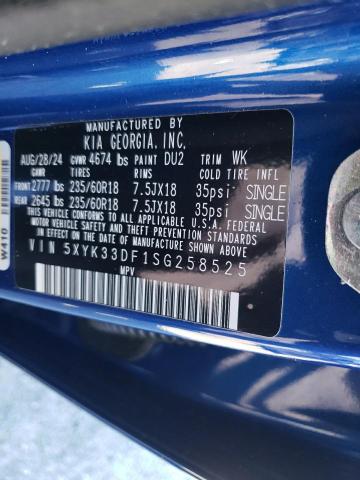 MANUFACTURED BY
KIA GEORGIA, INC.
AUG/28/24 GVWR 4674 lbs PAINT DU2 TRIM WK
GAWR TIRES RIMS COLD TIRE INFL
FRONT 2777 lbs 235/60R18 7.5JX18 35psi SINGLE
REAR 2645 lbs 235/60R18 7.5JX18 35psi SINGLE
THIS VEHICLE CONFORMS TO ALL APPLICABLE U.S.A. FEDERAL
MOTOR VEHICLE SAFETY STANDARDS IN EFFECT ON THE
DATE OF MANUFACTURE SHOWN ABOVE.
VIN 5XYK33DF1SG258525
MPV
W410